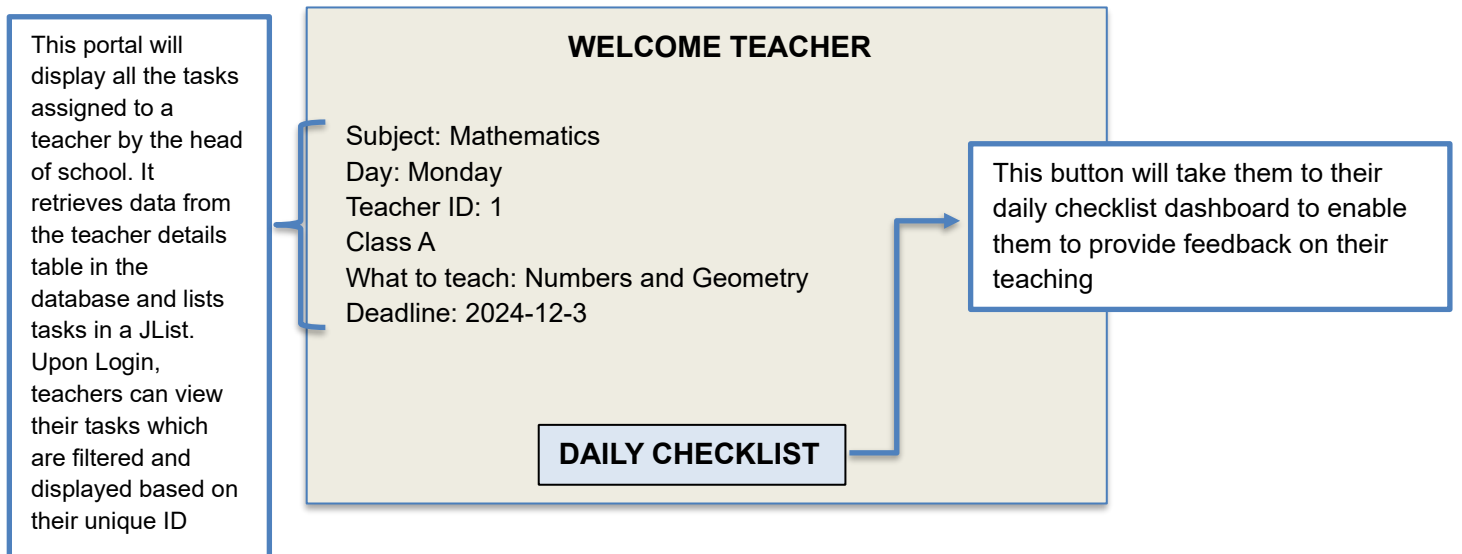 This portal will
display all the tasks
assigned to a
teacher by the head
of school. It
retrieves data from
the teacher details
table in the
database and lists
tasks in a JList.
Upon Login,
teachers can view
their tasks which
are filtered and
displayed based on
their unique ID
WELCOME TEACHER
Subject: Mathematics
Day: Monday
Teacher ID: 1
Class A
What to teach: Numbers and Geometry
Deadline: 2024-12-3
DAILY CHECKLIST
This button will take them to their
daily checklist dashboard to enable
them to provide feedback on their
teaching